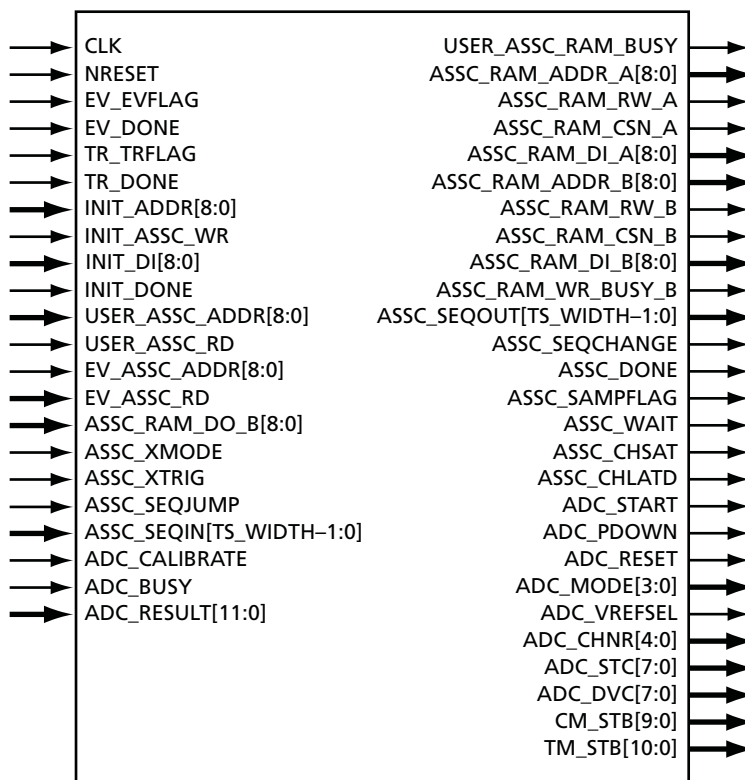 CLK
NRESET
EV_EVFLAG
EV_DONE
TR_TRFLAG
TR_DONE
INIT_ADDR[8:0]
INIT_ASSC_WR
INIT_DI[8:0]
INIT_DONE
USER_ASSC_ADDR[8:0]
USER_ASSC_RD
EV_ASSC_ADDR[8:0]
EV_ASSC_RD
ASSC_RAM_DO_B[8:0]
ASSC_XMODE
ASSC_XTRIG
ASSC_SEQJUMP
ASSC_SEQIN[TS_WIDTH–1:0]
ADC_CALIBRATE
ADC_BUSY
ADC_RESULT[11:0]
USER_ASSC_RAM_BUSY
ASSC_RAM_ADDR_A[8:0]
ASSC_RAM_RW_A
ASSC_RAM_CSN_A
ASSC_RAM_DI_A[8:0]
ASSC_RAM_ADDR_B[8:0]
ASSC_RAM_RW_B
ASSC_RAM_CSN_B
ASSC_RAM_DI_B[8:0]
ASSC_RAM_WR_BUSY_B
ASSC_SEQOUT[TS_WIDTH–1:0]
ASSC_SEQCHANGE
ASSC_DONE
ASSC_SAMPFLAG
ASSC_WAIT
ASSC_CHSAT
ASSC_CHLATD
ADC_START
ADC_PDOWN
ADC_RESET
ADC_MODE[3:0]
ADC_VREFSEL
ADC_CHNR[4:0]
ADC_STC[7:0]
ADC_DVC[7:0]
CM_STB[9:0]
TM_STB[10:0]